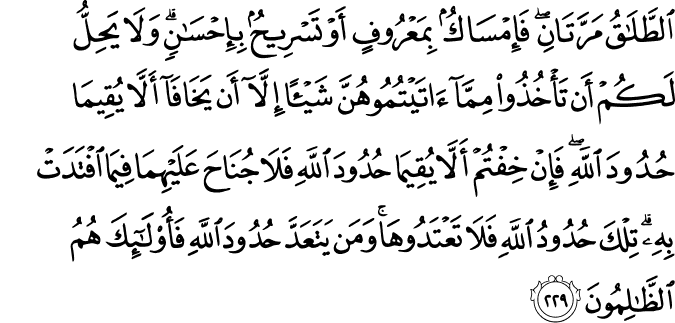 ٱلطَّلَٰقُ مَرَّتَانِۖ فَإِمۡسَاكُۢ بِمَعۡرُوفٍ أَوۡ تَسۡرِيحُۢ بِإِحۡسَٰنٖۗ وَلَا يَحِلُّ
لَكُمۡ أَن تَأۡخُذُواْ مِمَّآ ءَاتَيۡتُمُوهُنَّ شَيۡـًٔا إِلَّآ أَن يَخَافَآ أَلَّا يُقِيمَا
حُدُودَ ٱللَّهِۖ فَإِنۡ خِفۡتُمۡ أَلَّا يُقِيمَا حُدُودَ ٱللَّهِ فَلَا جُنَاحَ عَلَيۡهِمَا فِيمَا ٱفۡتَدَتۡ
بِهِۦۗ تِلۡكَ حُدُودُ ٱللَّهِ فَلَا تَعۡتَدُوهَاۚ وَمَن يَتَعَدَّ حُدُودَ ٱللَّهِ فَأُوْلَٰٓئِكَ هُمُ
ٱلظَّٰلِمُونَ ٢٢٩